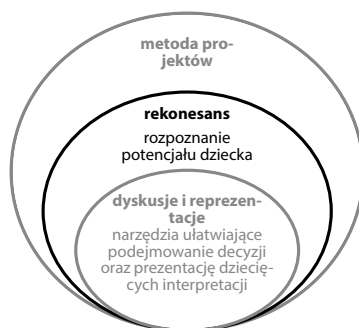 metoda pro-
jektów
rekonesans
rozpoznanie
potencjału dziecka
dyskusje i reprezen-
tacje
narzędzia ułatwiające
podejmowanie decyzji
oraz prezentację dziecię-
cych interpretacji